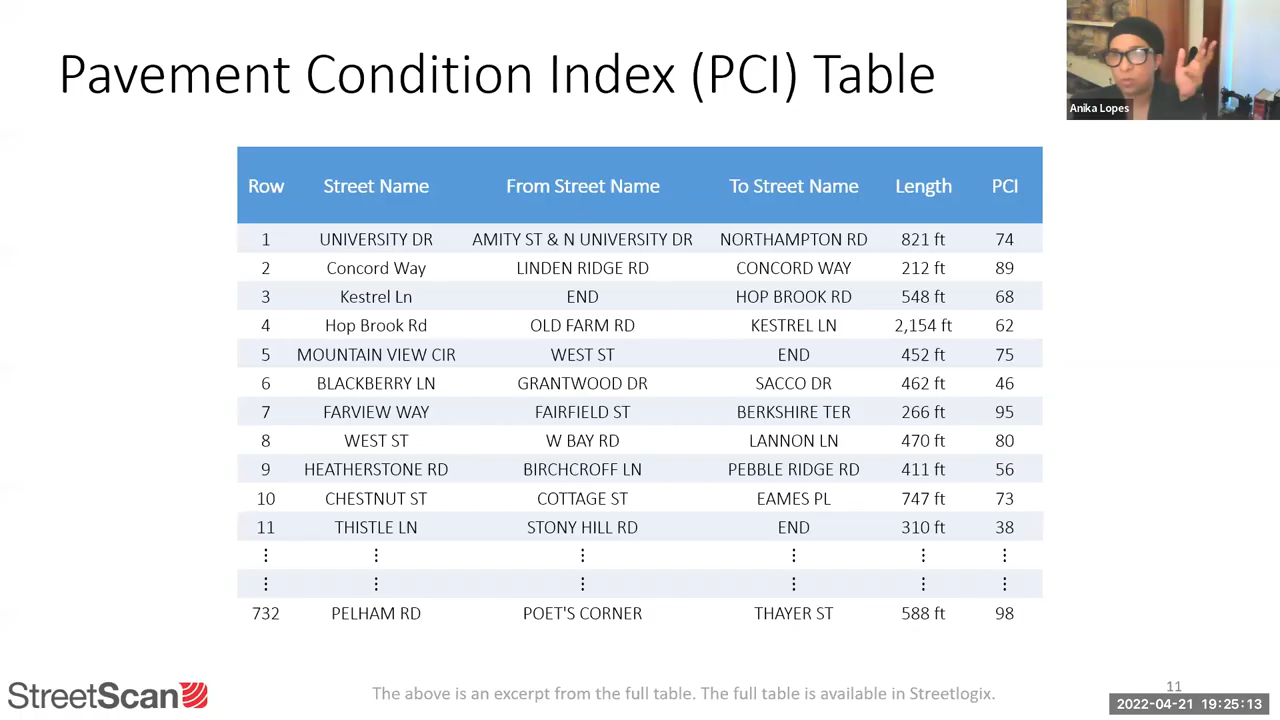 Pavement Condition Index (PCI) Table
Anika Lopes
Row Street Name From Street Name To Street Name Length PCI
1 UNIVERSITY DR AMITY ST & N UNIVERSITY DR NORTHAMPTON RD 821 ft 74
2 Concord Way LINDEN RIDGE RD CONCORD WAY 212 ft 89
3 Kestrel Ln END HOP BROOK RD 548 ft 68
4 Hop Brook Rd OLD FARM RD KESTREL LN 2,154 ft 62
5 MOUNTAIN VIEW CIR WEST ST END 452 ft 75
6 BLACKBERRY LN GRANTWOOD DR SACCO DR 462 ft 46
7 FARVIEW WAY FAIRFIELD ST BERKSHIRE TER 266 ft 95
8 WEST ST W BAY RD LANNON LN 470 ft 80
9 HEATHERSTONE RD BIRCHCROFF LN PEBBLE RIDGE RD 411 ft 56
10 CHESTNUT ST COTTAGE ST EAMES PL 747 ft 73
11 THISTLE LN STONY HILL RD END 310 ft 38
⋮ ⋮ ⋮ ⋮ ⋮ ⋮
⋮ ⋮ ⋮ ⋮ ⋮ ⋮
732 PELHAM RD POET'S CORNER THAYER ST 588 ft 98
StreetScan
The above is an excerpt from the full table. The full table is available in Streetlogix.
11
2022-04-21 19:25:13